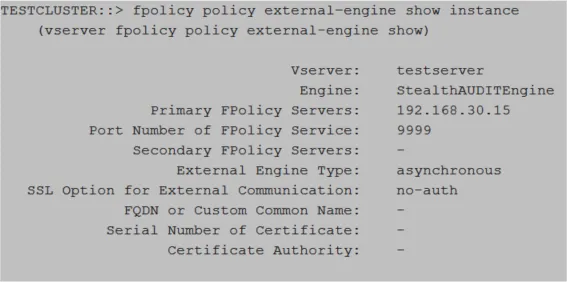 TESTCLUSTER::> fpolicy policy external-engine show instance
(vserver fpolicy policy external-engine show)
Vserver: testserver
Engine: StealthAUDITEngine
Primary FPolicy Servers: 192.168.30.15
Port Number of FPolicy Service: 9999
Secondary FPolicy Servers: -
External Engine Type: asynchronous
SSL Option for External Communication: no-auth
FQDN or Custom Common Name: -
Serial Number of Certificate: -
Certificate Authority: -